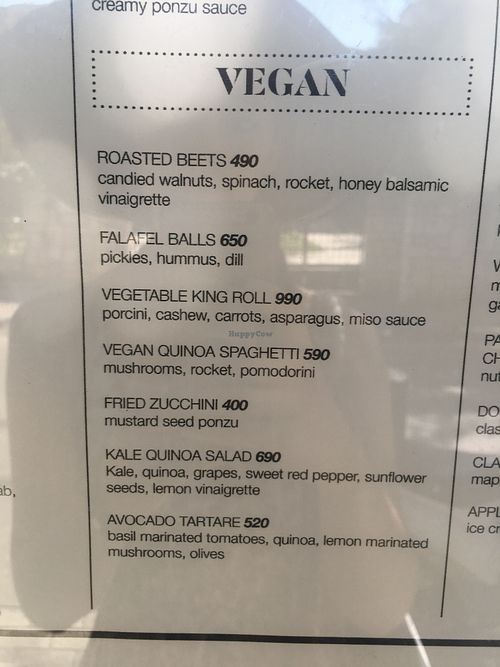 creamy ponzu sauce
VEGAN
ROASTED BEETS 490
candied walnuts, spinach, rocket, honey balsamic
vinaigrette
FALAFEL BALLS 650
pickies, hummus, dill
VEGETABLE KING ROLL 990
porcini, cashew, carrots, asparagus, miso sauce
HappyCow
VEGAN QUINOA SPAGHETTI 590
mushrooms, rocket, pomodorini
FRIED ZUCCHINI 400
mustard seed ponzu
KALE QUINOA SALAD 690
Kale, quinoa, grapes, sweet red pepper, sunflower
seeds, lemon vinaigrette
AVOCADO TARTARE 520
basil marinated tomatoes, quinoa, lemon marinated
mushrooms, olives